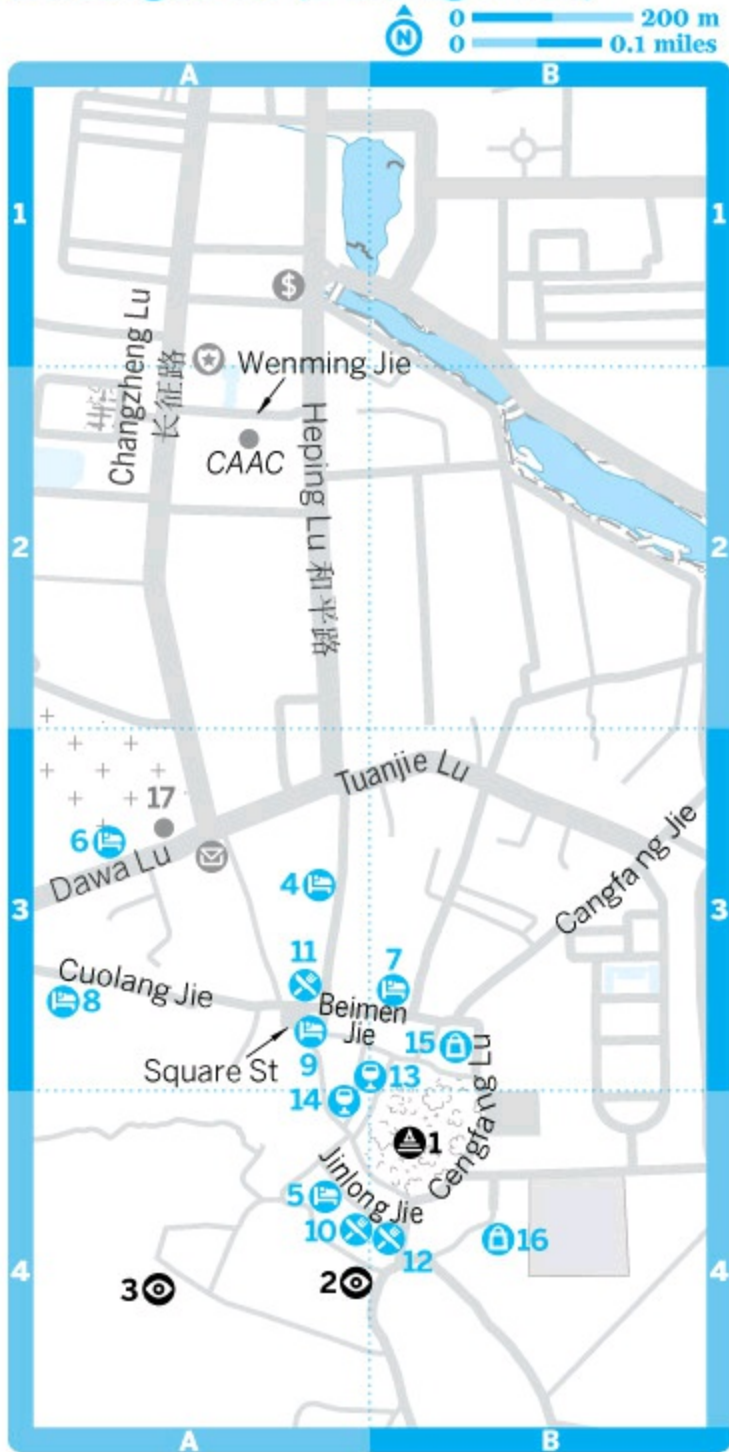 N
0 200 m
0 0.1 miles
A B
1 1
$
Changzheng Lu
长征路
Wenming Jie
CAAC
Heping Lu 和平路
2 2
Tuanjie Lu
17
6
Dawa Lu
4
Cangfang Jie
3 3
11
7
Cuolang Jie
8
Beimen
Jie
9
15
Square St
13
14
Cengfang Lu
1
Jinlong Jie
5
10
12
16
4 4
3
2
A B